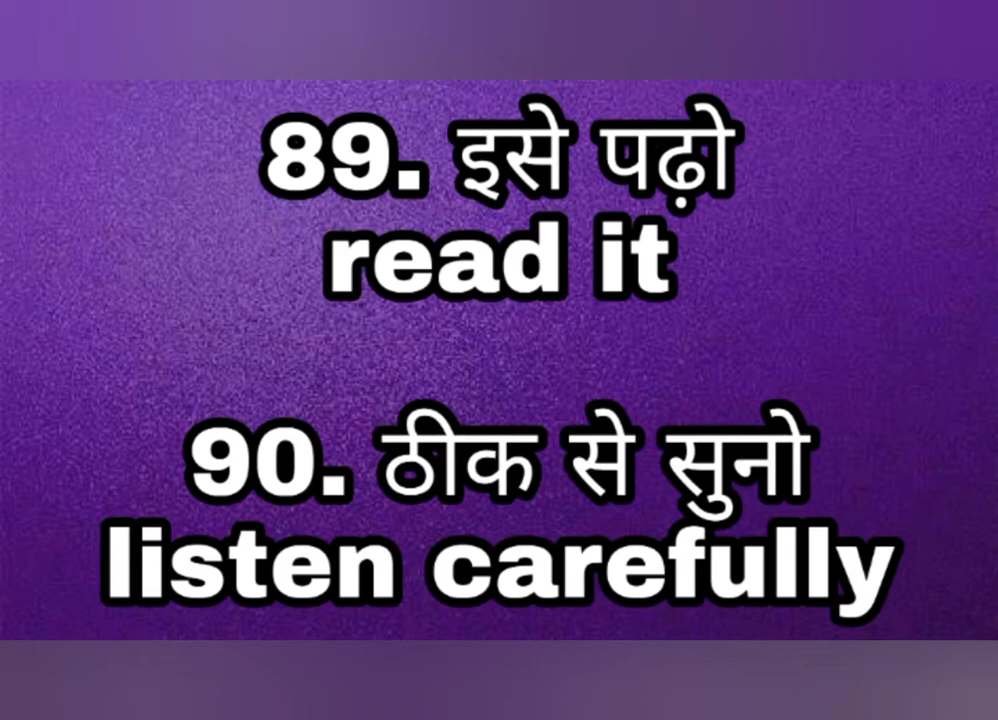 89. इसे पढ़ो
read it
90. ठीक से सुनो
listen carefully